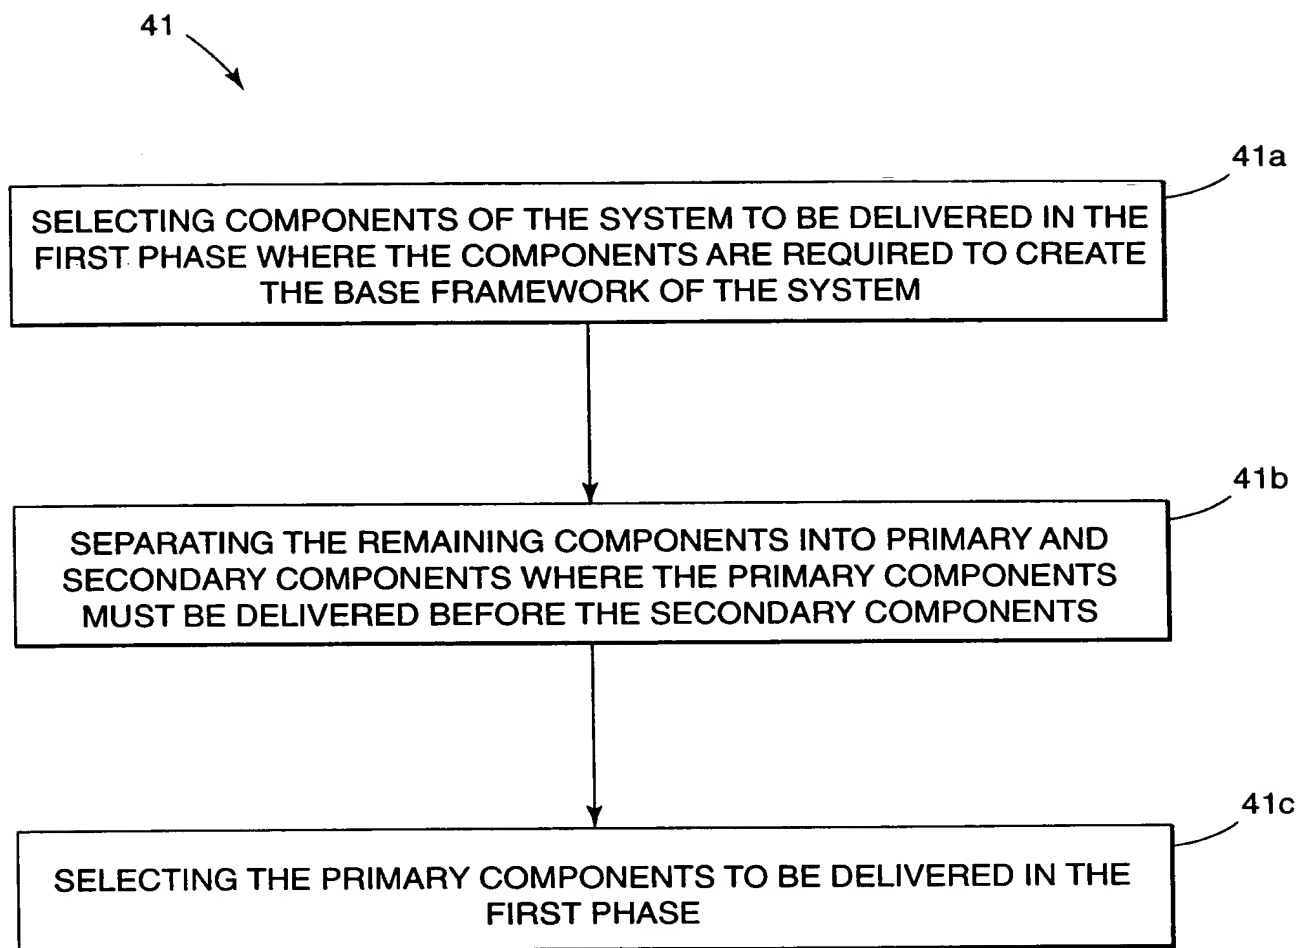 41
41a
SELECTING COMPONENTS OF THE SYSTEM TO BE DELIVERED IN THE
FIRST PHASE WHERE THE COMPONENTS ARE REQUIRED TO CREATE
THE BASE FRAMEWORK OF THE SYSTEM
41b
SEPARATING THE REMAINING COMPONENTS INTO PRIMARY AND
SECONDARY COMPONENTS WHERE THE PRIMARY COMPONENTS
MUST BE DELIVERED BEFORE THE SECONDARY COMPONENTS
41c
SELECTING THE PRIMARY COMPONENTS TO BE DELIVERED IN THE
FIRST PHASE